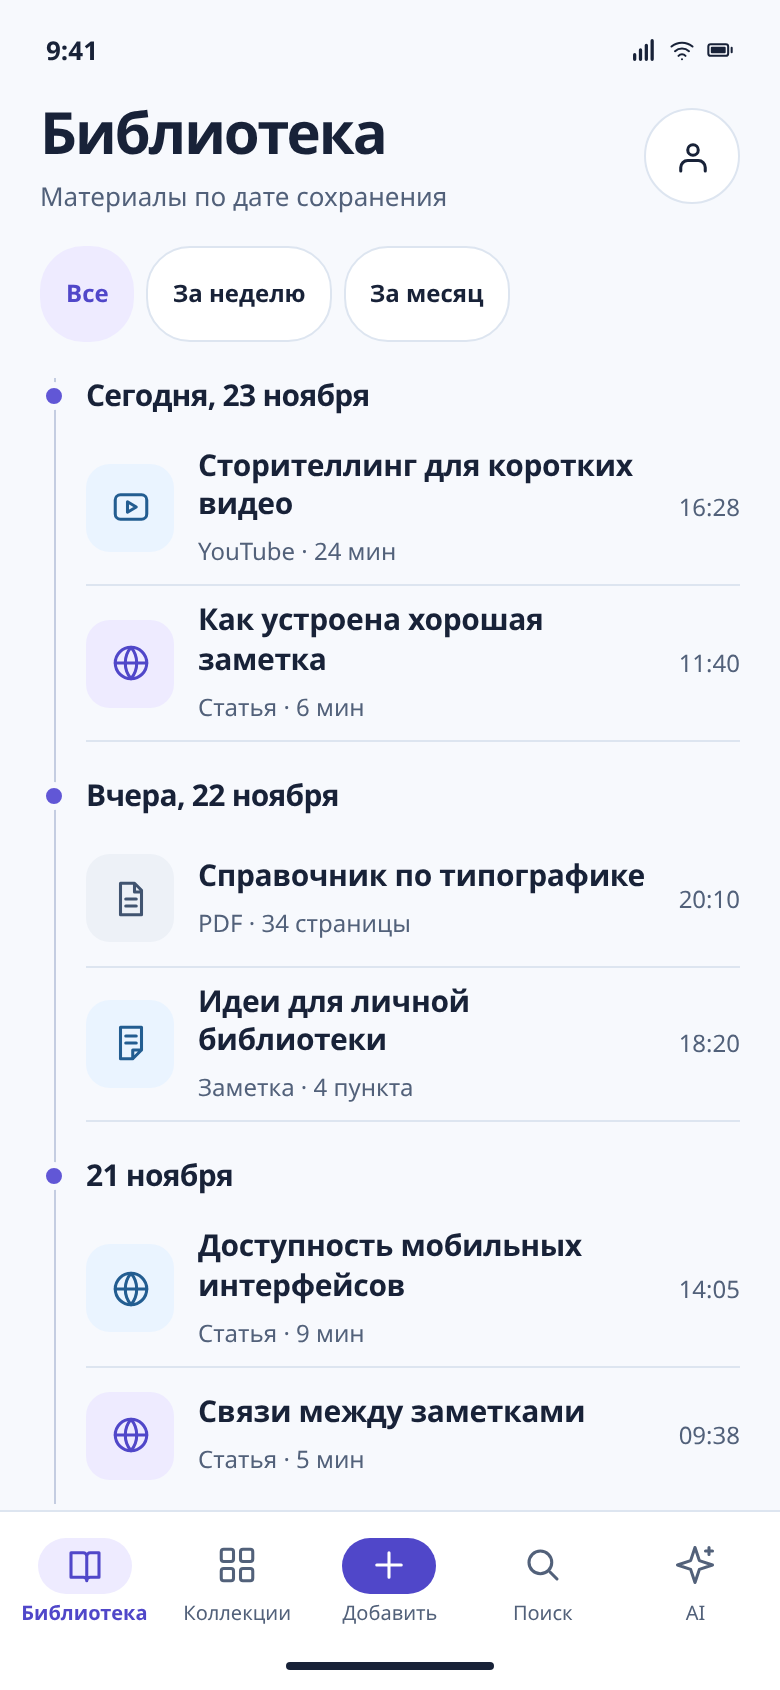 9:41
Библиотека
Материалы по дате сохранения
Все
За неделю
За месяц
Сегодня, 23 ноября
Сторителлинг для коротких
видео
YouTube · 24 мин
16:28
Как устроена хорошая
заметка
Статья · 6 мин
11:40
Вчера, 22 ноября
Справочник по типографике
PDF · 34 страницы
20:10
Идеи для личной
библиотеки
Заметка · 4 пункта
18:20
21 ноября
Доступность мобильных
интерфейсов
Статья · 9 мин
14:05
Связи между заметками
Статья · 5 мин
09:38
Библиотека
Коллекции
Добавить
Поиск
AI